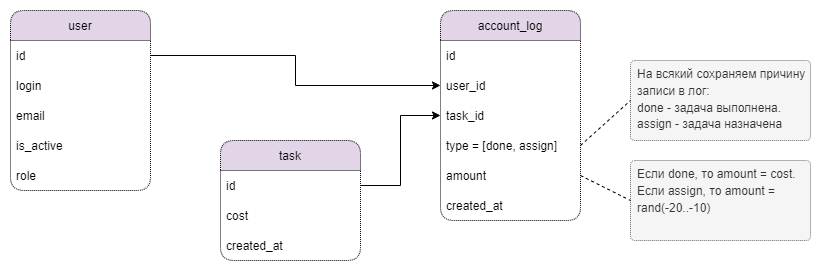 user
id
login
email
is_active
role
task
id
cost
created_at
account_log
id
user_id
task_id
type = [done, assign]
amount
created_at
На всякий сохраняем причину
записи в лог:
done - задача выполнена.
assign - задача назначена
Если done, то amount = cost.
Если assign, то amount =
rand(-20..-10)